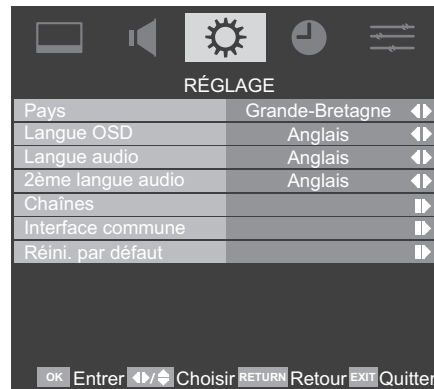 RÉGLAGE
Pays Grande-Bretagne
Langue OSD Anglais
Langue audio Anglais
2ème langue audio Anglais
Chaînes
Interface commune
Réini. par défaut
OK Entrer / Choisir RETURN Retour EXIT Quitter